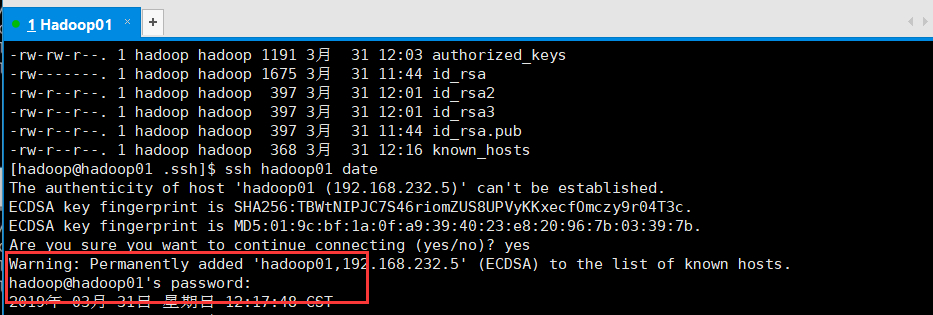 1 Hadoop01 × +
-rw-rw-r--. 1 hadoop hadoop 1191 3月  31 12:03 authorized_keys
-rw-------. 1 hadoop hadoop 1675 3月  31 11:44 id_rsa
-rw-r--r--. 1 hadoop hadoop  397 3月  31 12:01 id_rsa2
-rw-r--r--. 1 hadoop hadoop  397 3月  31 12:01 id_rsa3
-rw-r--r--. 1 hadoop hadoop  397 3月  31 11:44 id_rsa.pub
-rw-r--r--. 1 hadoop hadoop  368 3月  31 12:16 known_hosts
[hadoop@hadoop01 .ssh]$ ssh hadoop01 date
The authenticity of host 'hadoop01 (192.168.232.5)' can't be established.
ECDSA key fingerprint is SHA256:TBWtNIPJC7S46riomZUS8UPVyKKxecfOmczy9r04T3c.
ECDSA key fingerprint is MD5:01:9c:bf:1a:0f:a9:39:40:23:e8:20:96:7b:03:39:7b.
Are you sure you want to continue connecting (yes/no)? yes
Warning: Permanently added 'hadoop01,192.168.232.5' (ECDSA) to the list of known hosts.
hadoop@hadoop01's password:
2019年 03月 31日 星期日 12:17:48 CST